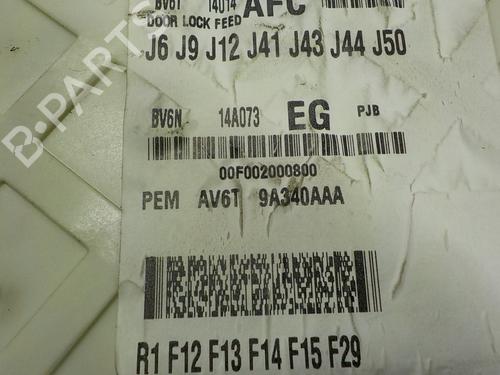 BV6T 14014 AFC
DOOR LOCK FEED
J6 J9 J12 J41 J43 J44 J50
BV6N 14A073 EG PJB
00F002000800
PEM AV6T 9A340AAA
R1 F12 F13 F14 F15 F29
B-PARTS